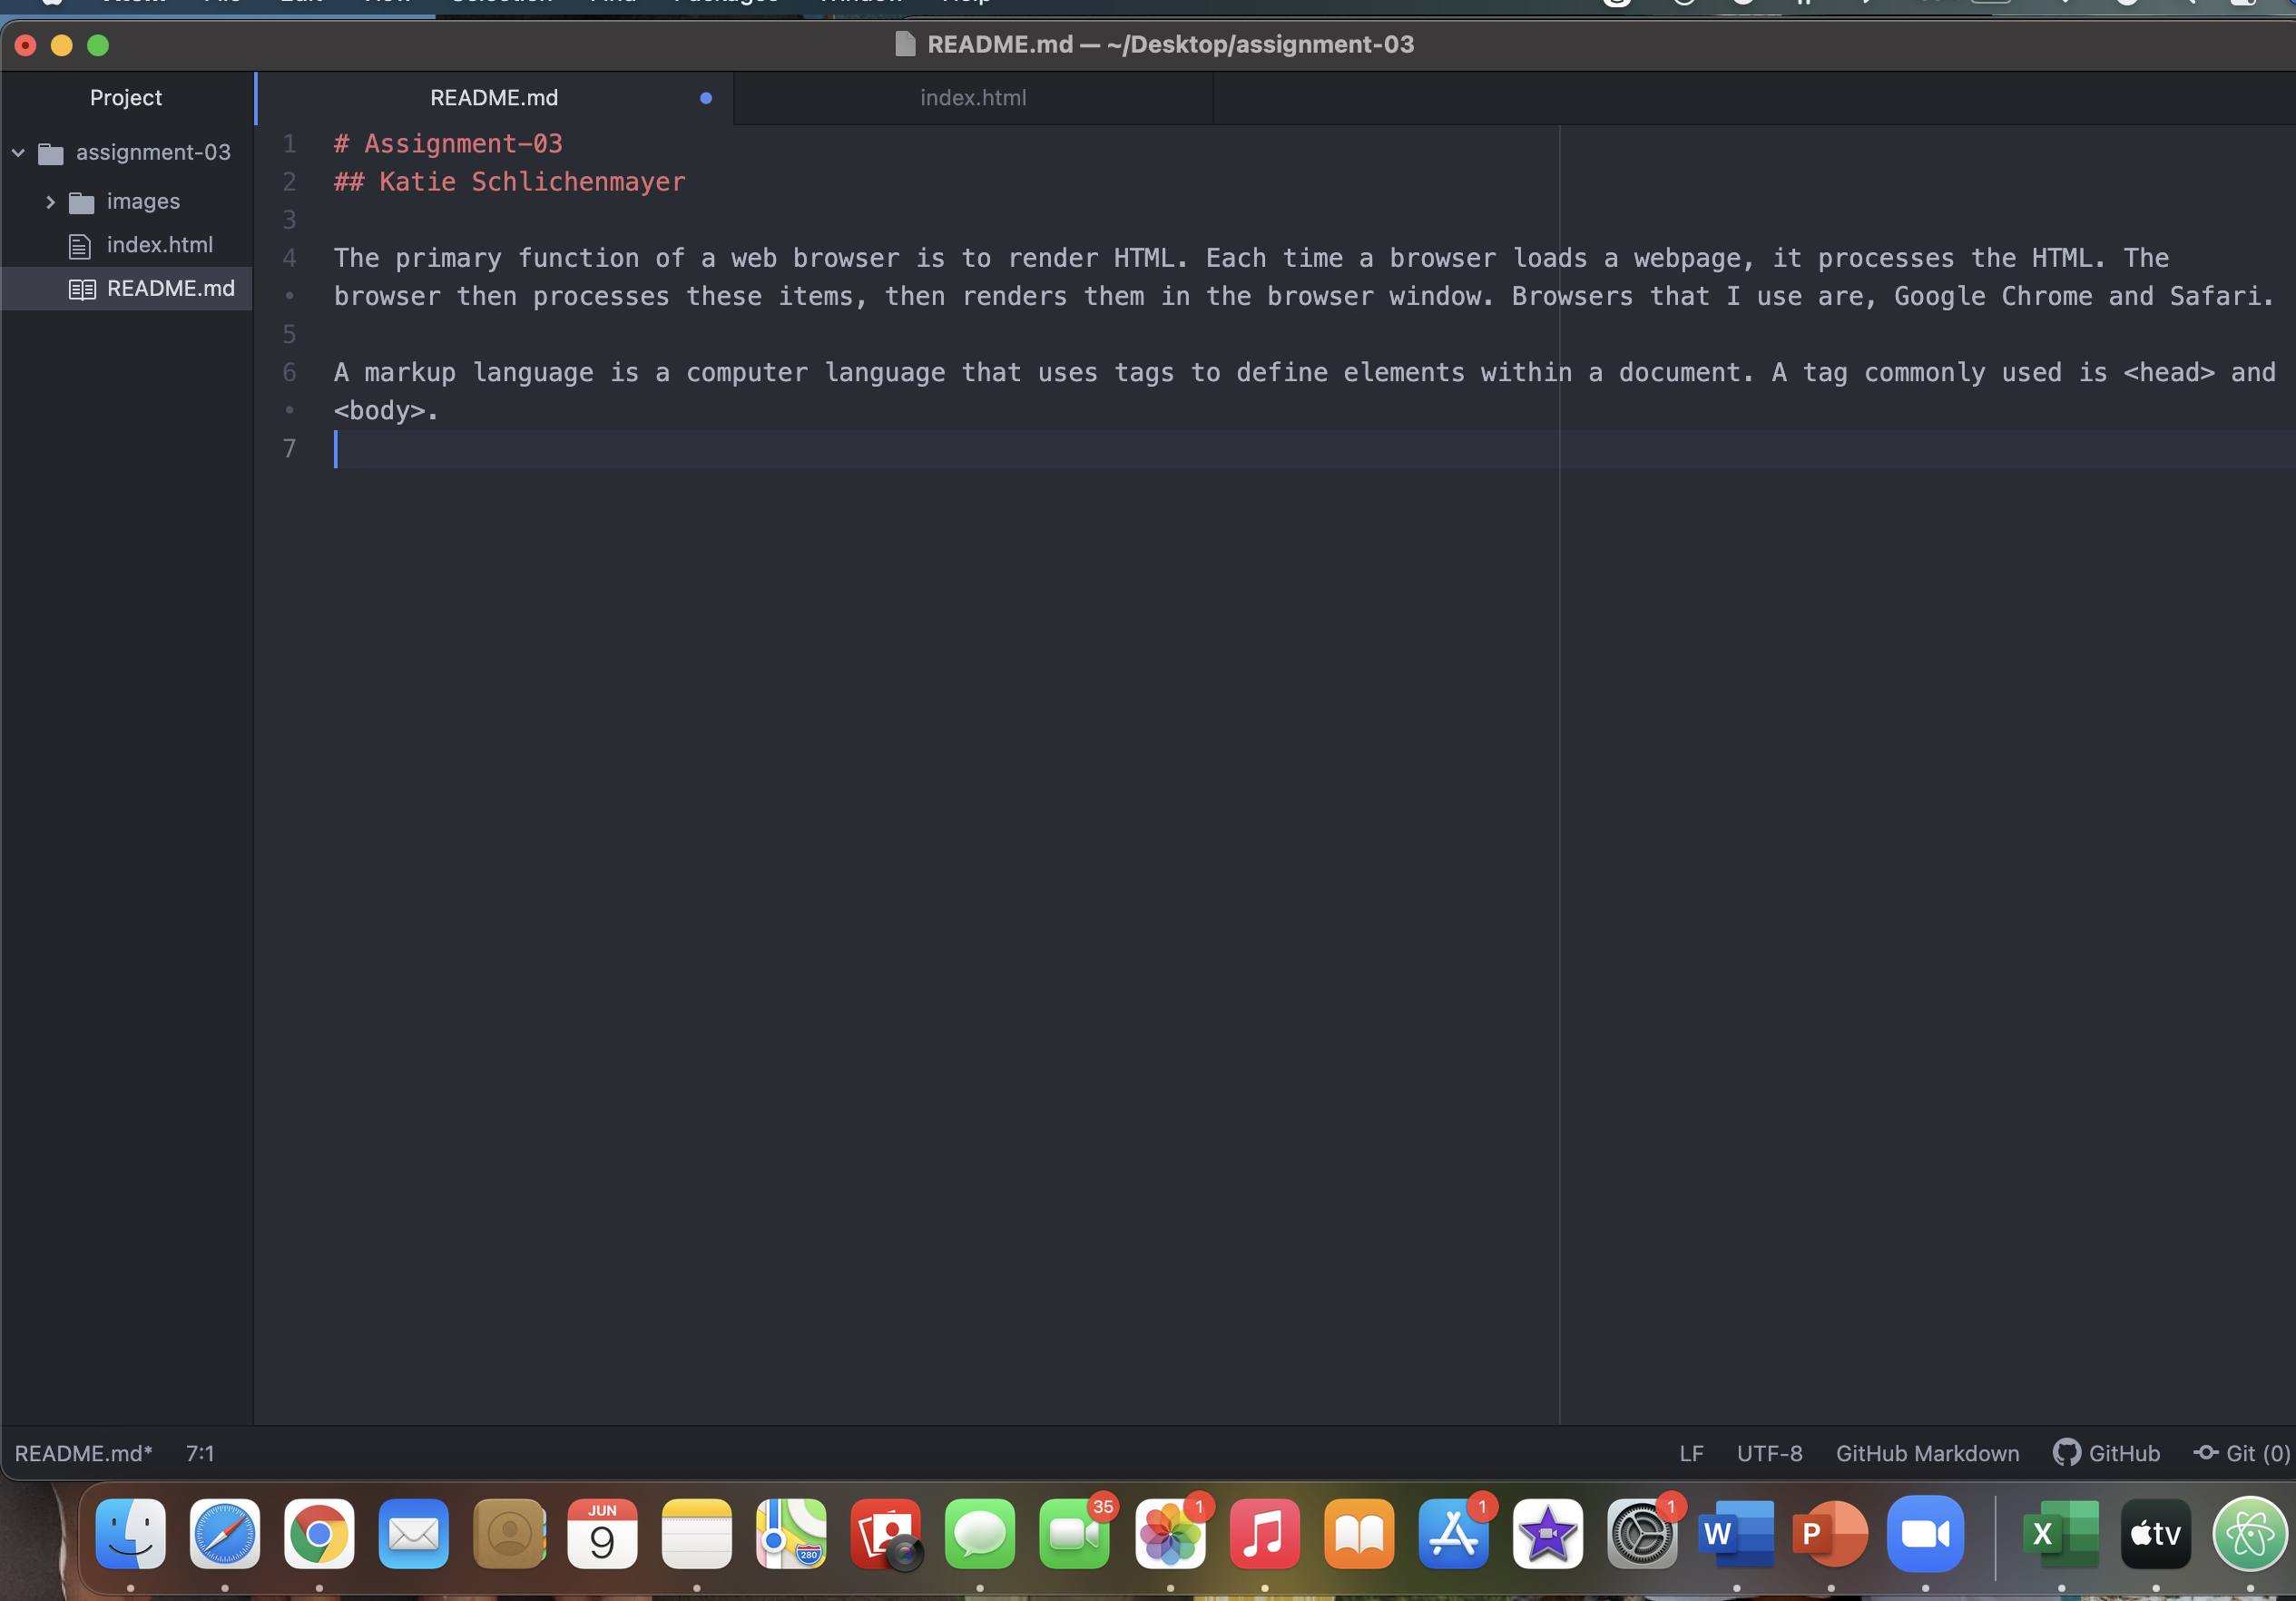 README.md — ~/Desktop/assignment-03
Project
README.md
index.html
assignment-03
images
index.html
README.md
1 # Assignment-03
2 ## Katie Schlichenmayer
3
4 The primary function of a web browser is to render HTML. Each time a browser loads a webpage, it processes the HTML. The
• browser then processes these items, then renders them in the browser window. Browsers that I use are, Google Chrome and Safari.
5
6 A markup language is a computer language that uses tags to define elements within a document. A tag commonly used is <head> and
• <body>.
7
README.md* 7:1
LF UTF-8 GitHub Markdown GitHub Git (0)
JUN
9
280
35
1
1
1
W
P
X
tv